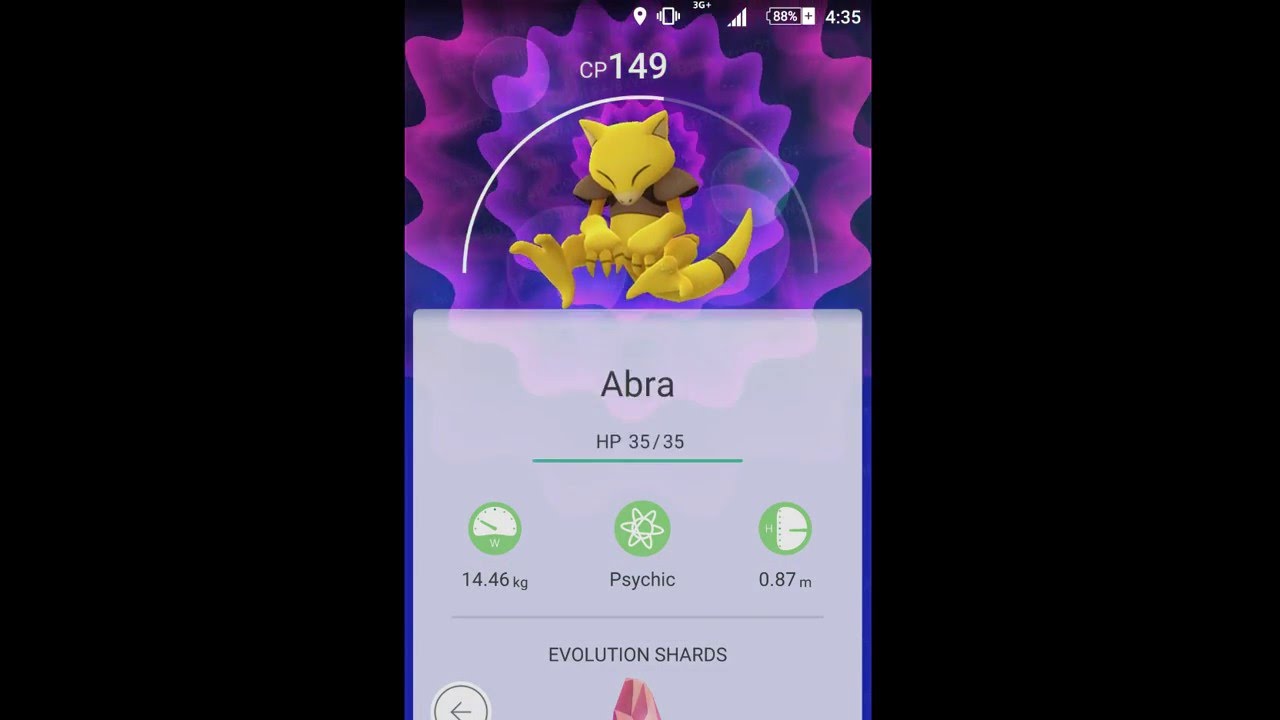 3G+
88% 4:35
CP149
Abra
HP 35/35
W
H
14.46 kg Psychic 0.87 m
EVOLUTION SHARDS